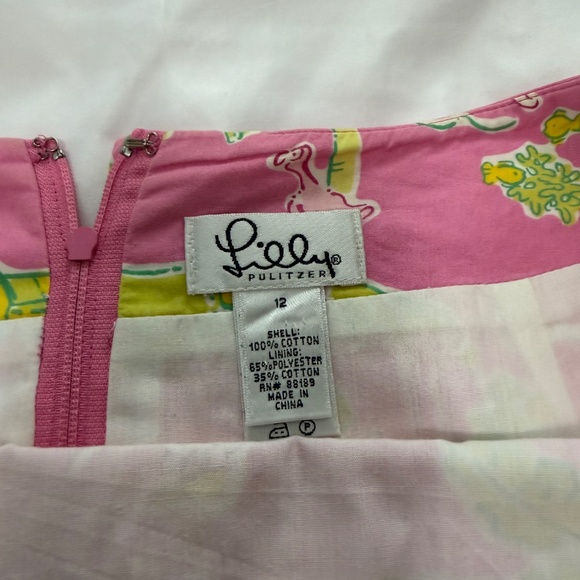 Lilly®
PULITZER
12
SHELL:
100% COTTON
LINING:
65% POLYESTER
35% COTTON
RN# 88189
MADE IN
CHINA
P